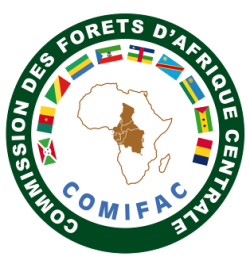 COMMISSION DES FORETS D'AFRIQUE CENTRALE
COMIFAC